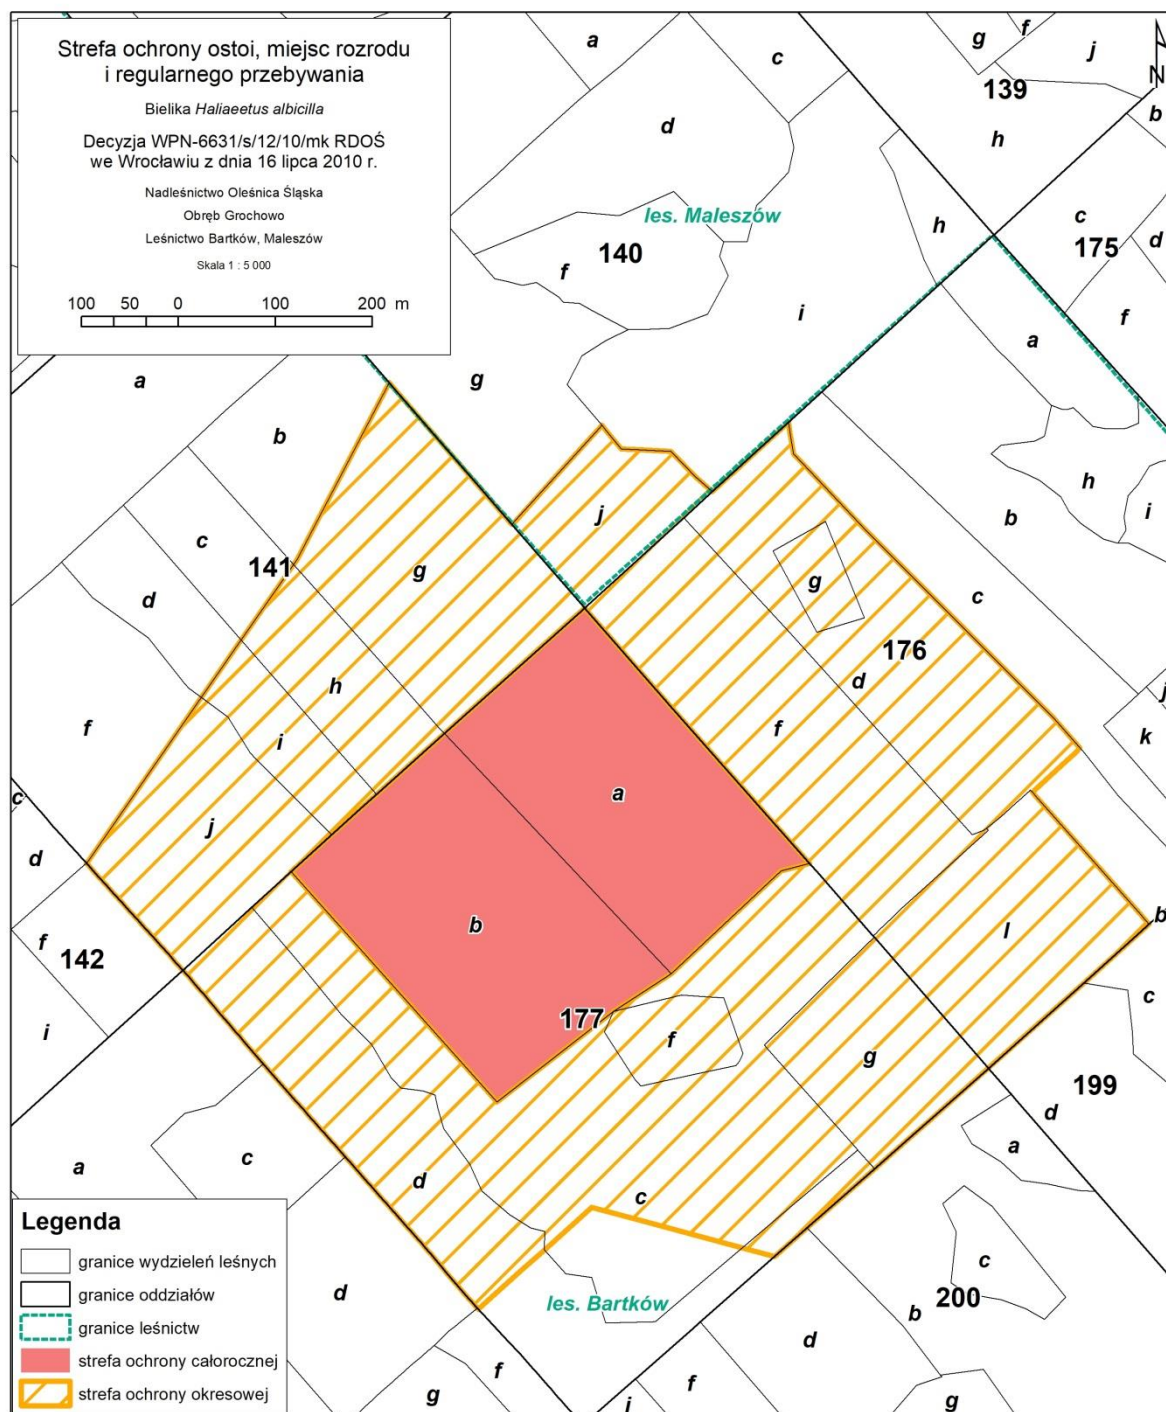 Strefa ochrony ostoi, miejsc rozrodu
i regularnego przebywania
Bielika Haliaeetus albicilla
Decyzja WPN-6631/s/12/10/mk RDOŚ
we Wrocławiu z dnia 16 lipca 2010 r.
Nadleśnictwo Oleśnica Śląska
Obręb Grochowo
Leśnictwo Bartków, Maleszów
Skala 1 : 5 000
100 50 0 100 200 m
a
c
g
f
j
N
139
b
d
h
les. Maleszów
h
c
175
d
140
f
i
f
a
a
g
b
h
i
b
c
j
141
g
g
c
d
176
h
d
j
f
i
f
k
a
c
j
d
b
l
b
f
142
c
177
i
f
g
199
d
a
a
c
d
c
c
les. Bartków
d
b
200
d
f
g
f
i
g
Legenda
granice wydzieleń leśnych
granice oddziałów
granice leśnictw
strefa ochrony całorocznej
strefa ochrony okresowej